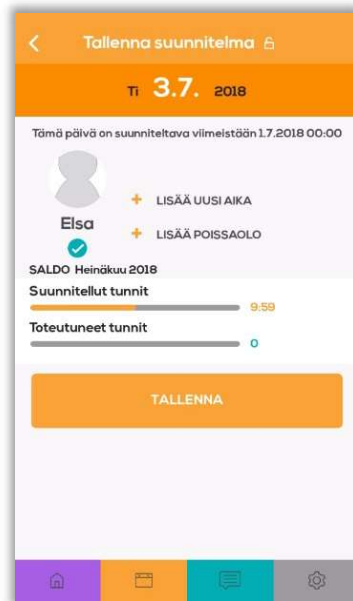 Tallenna suunnitelma
Ti 3.7. 2018
Tämä päivä on suunniteltava viimeistään 1.7.2018 00:00
+ LISÄÄ UUSI AIKA
Elsa
+ LISÄÄ POISSAOLO
SALDO Heinäkuu 2018
Suunnitellut tunnit
9:59
Toteutuneet tunnit
0
TALLENNA